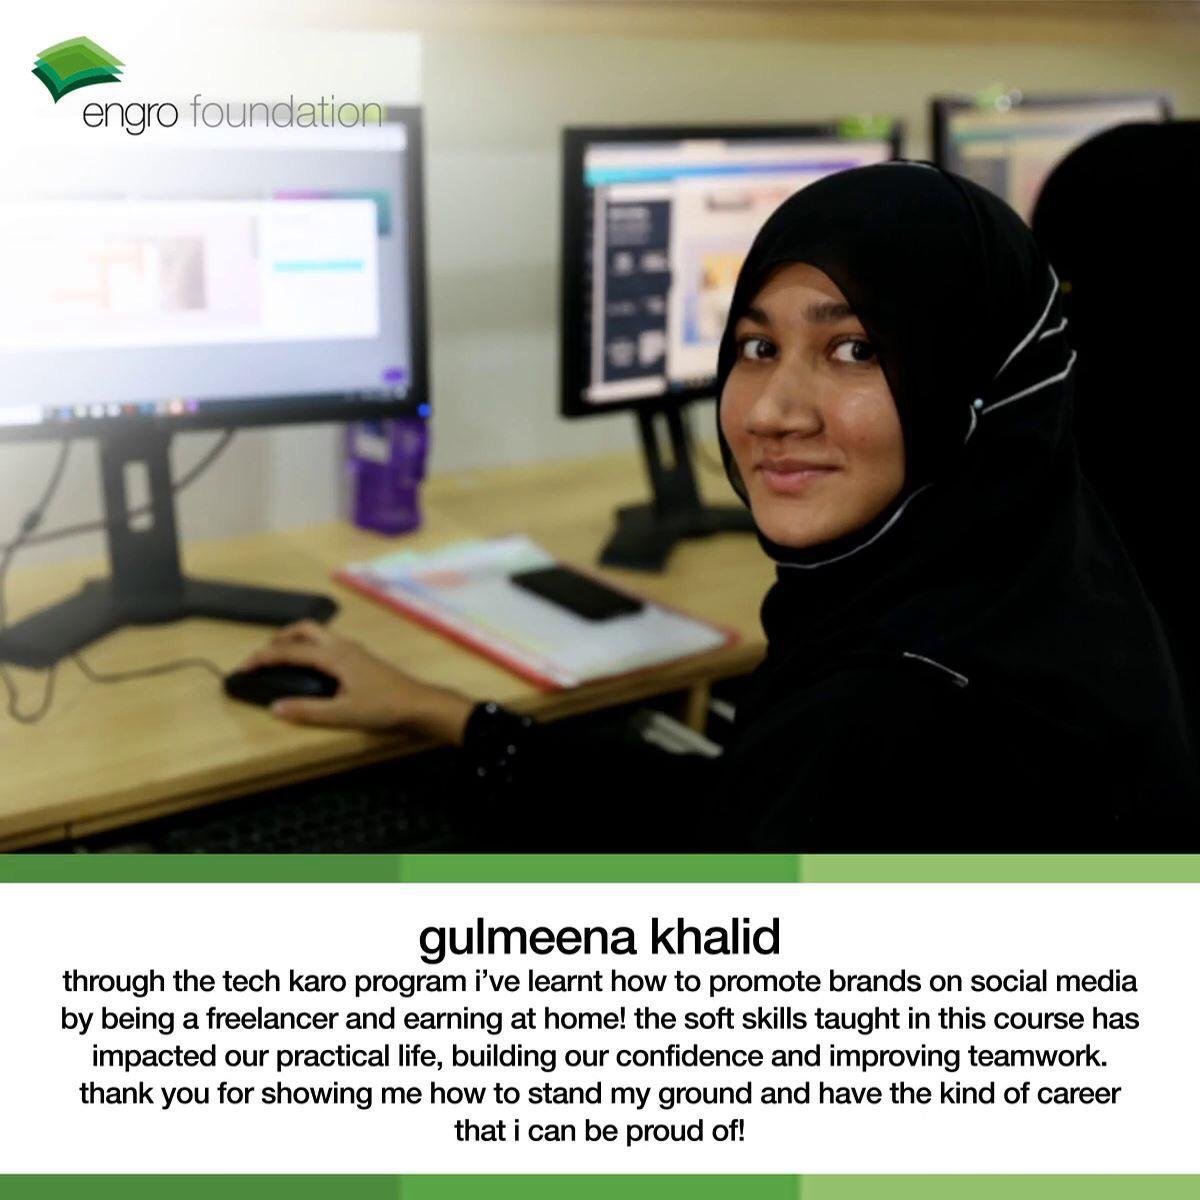 engro foundation
gulmeena khalid
through the tech karo program i’ve learnt how to promote brands on social media
by being a freelancer and earning at home! the soft skills taught in this course has
impacted our practical life, building our confidence and improving teamwork.
thank you for showing me how to stand my ground and have the kind of career
that i can be proud of!